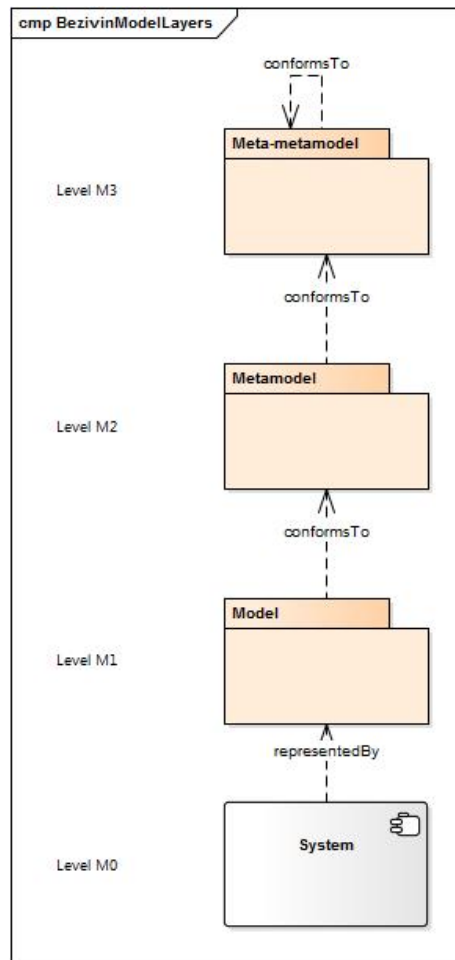 cmp BezivinModelLayers
conformsTo
Meta-metamodel
Level M3
conformsTo
Metamodel
Level M2
conformsTo
Model
Level M1
representedBy
System
Level M0